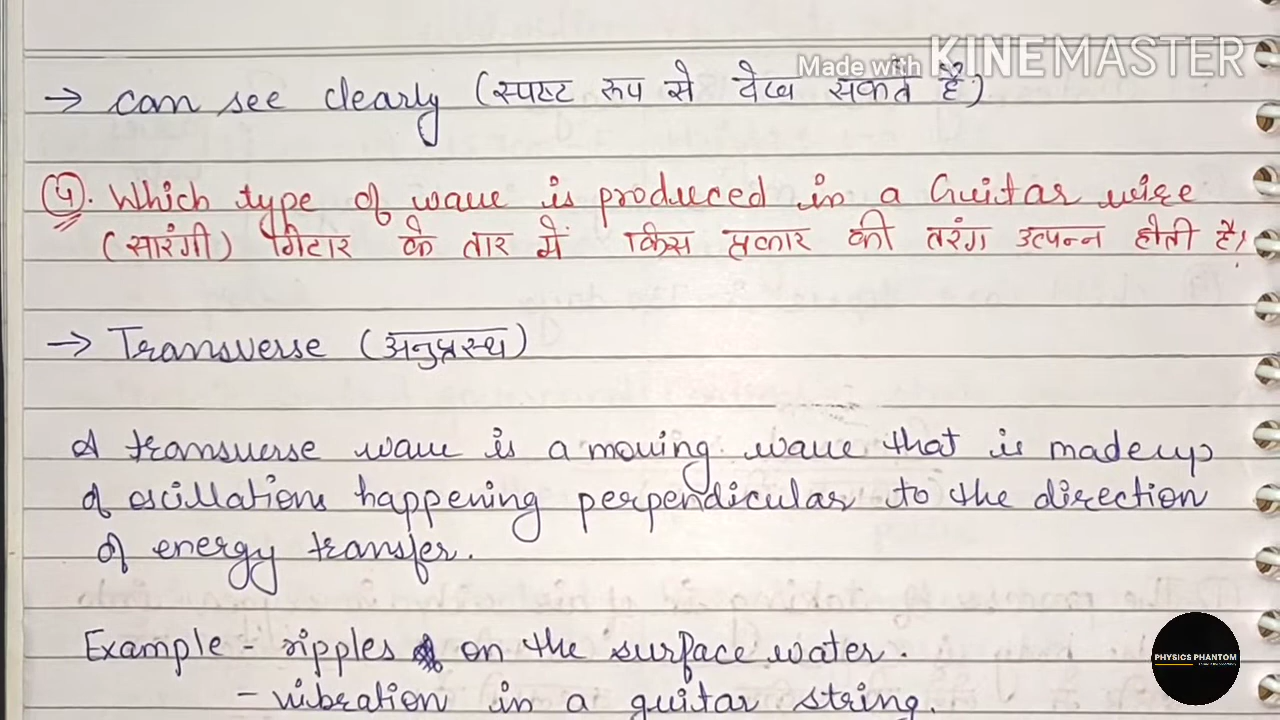 Made with KINEMASTER
→ can see clearly (स्पष्ट रूप से देख सकते हैं)
Q. Which type of wave is produced in a Guitar wire
(सारंगी) गिटार के तार में किस प्रकार की तरंग उत्पन्न होती है?
→ Transverse (अनुप्रस्थ)
A transverse wave is a moving wave that is made up
of oscillations happening perpendicular to the direction
of energy transfer.
Example - ripples on the surface water.
- vibration in a guitar string.
PHYSICS PHANTOM